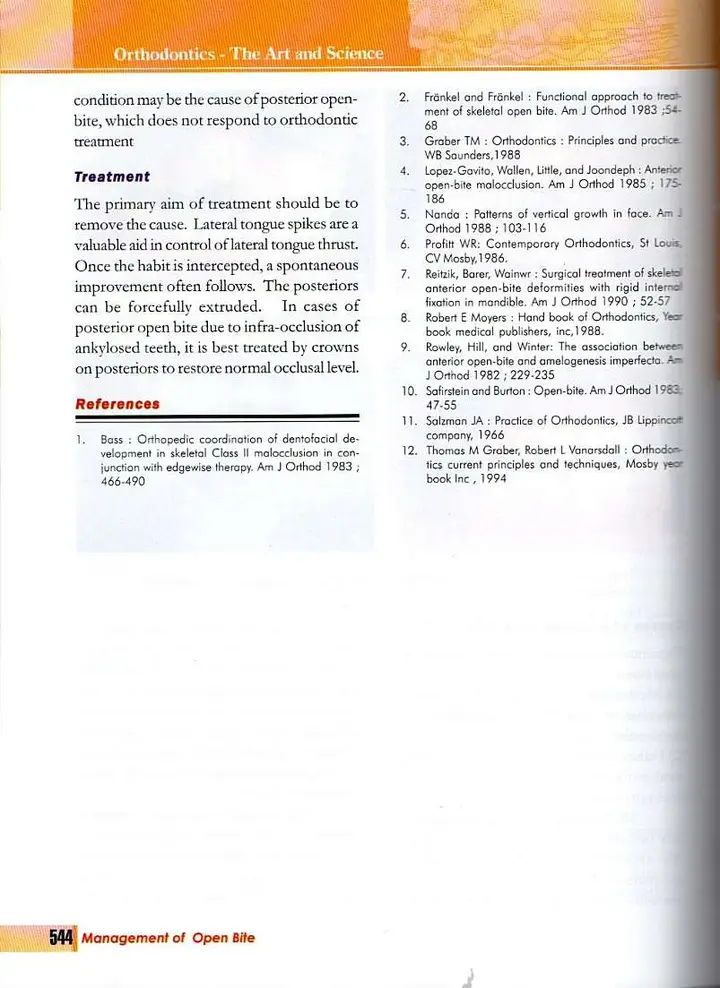 Orthodontics - The Art and Science
condition may be the cause of posterior open-
bite, which does not respond to orthodontic
treatment
Treatment
The primary aim of treatment should be to
remove the cause. Lateral tongue spikes are a
valuable aid in control of lateral tongue thrust.
Once the habit is intercepted, a spontaneous
improvement often follows. The posteriors
can be forcefully extruded. In cases of
posterior open bite due to infra-occlusion of
ankylosed teeth, it is best treated by crowns
on posteriors to restore normal occlusal level.
References
1. Bass : Orthopedic coordination of dentofacial de-
velopment in skeletal Class II malocclusion in con-
junction with edgewise therapy. Am J Orthod 1983 ;
466-490
2. Fränkel and Fränkel : Functional approach to treat-
ment of skeletal open bite. Am J Orthod 1983 ;54-
68
3. Graber TM : Orthodontics : Principles and practice.
WB Saunders,1988
4. Lopez-Gavito, Wallen, Little, and Joondeph : Anterior
open-bite malocclusion. Am J Orthod 1985 ; 175-
186
5. Nanda : Patterns of vertical growth in face. Am J
Orthod 1988 ; 103-116
6. Profitt WR: Contemporary Orthodontics, St Louis,
CV Mosby,1986.
7. Reitzik, Barer, Wainwr : Surgical treatment of skeletal
anterior open-bite deformities with rigid internal
fixation in mandible. Am J Orthod 1990 ; 52-57
8. Robert E Moyers : Hand book of Orthodontics, Year
book medical publishers, inc,1988.
9. Rowley, Hill, and Winter: The association between
anterior open-bite and amelogenesis imperfecta. Am
J Orthod 1982 ; 229-235
10. Safirstein and Burton : Open-bite. Am J Orthod 1983;
47-55
11. Salzman JA : Practice of Orthodontics, JB Lippincott
company, 1966
12. Thomas M Graber, Robert L Vanarsdall : Orthodon-
tics current principles and techniques, Mosby year
book Inc , 1994
544 Management of Open Bite